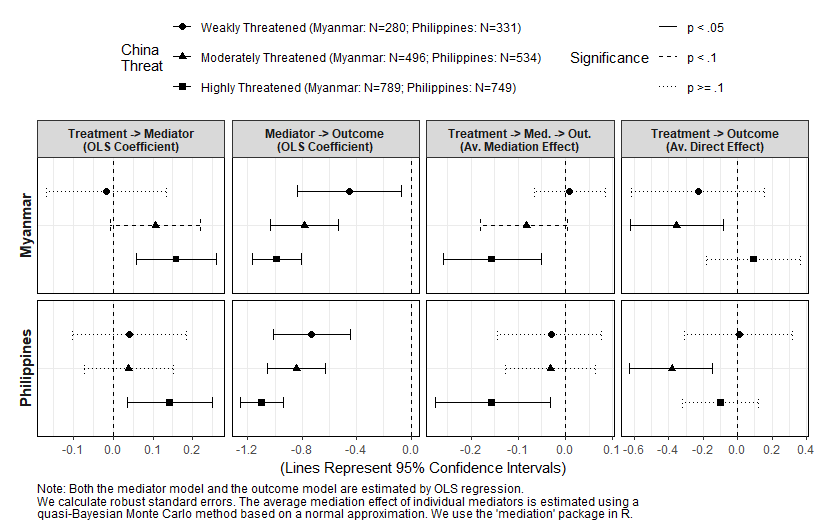 China
Threat
Weakly Threatened (Myanmar: N=280; Philippines: N=331)
Moderately Threatened (Myanmar: N=496; Philippines: N=534)
Highly Threatened (Myanmar: N=789; Philippines: N=749)
Significance
p < .05
p < .1
p >= .1
Treatment -> Mediator
(OLS Coefficient)
Mediator -> Outcome
(OLS Coefficient)
Treatment -> Med. -> Out.
(Av. Mediation Effect)
Treatment -> Outcome
(Av. Direct Effect)
Myanmar
Philippines
-0.1 0.0 0.1 0.2
-1.2 -0.8 -0.4 0.0
-0.3 -0.2 -0.1 0.0 0.1
-0.6 -0.3 0.0 0.2 0.4
(Lines Represent 95% Confidence Intervals)
Note: Both the mediator model and the outcome model are estimated by OLS regression.
We calculate robust standard errors. The average mediation effect of individual mediators is estimated using a
quasi-Bayesian Monte Carlo method based on a normal approximation. We use the 'mediation' package in R.